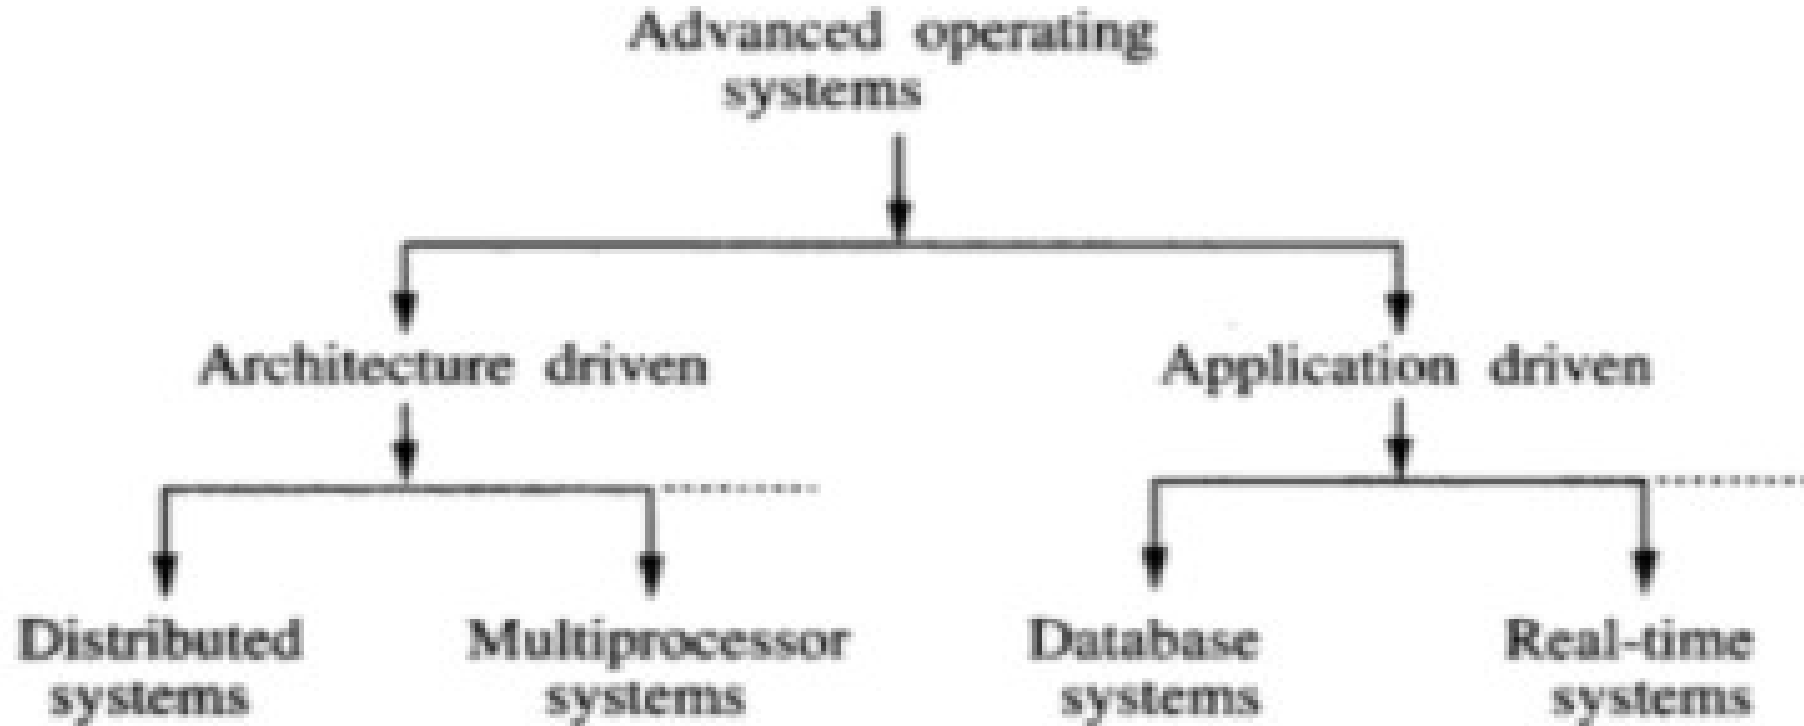 Advanced operating
systems
Architecture driven
Application driven
Distributed
systems
Multiprocessor
systems
Database
systems
Real-time
systems